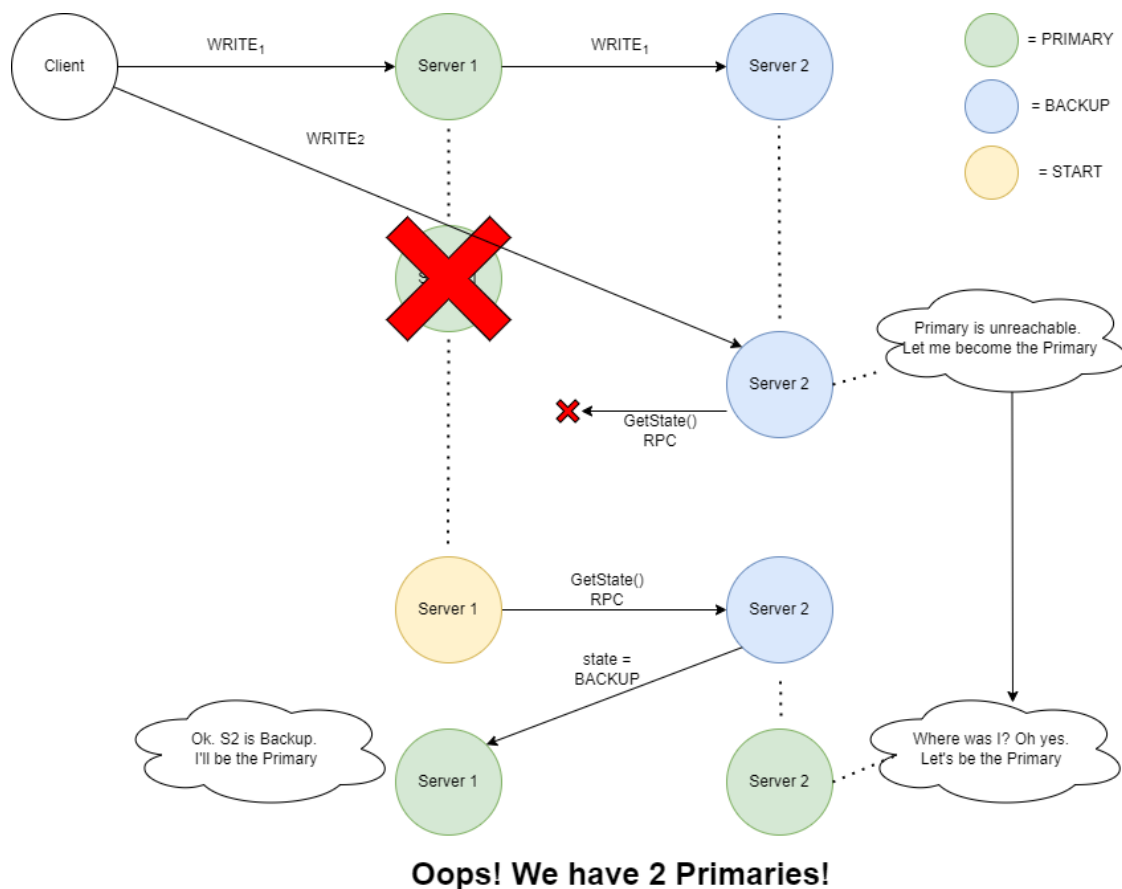 Client
WRITE1
Server 1
WRITE1
Server 2
= PRIMARY
= BACKUP
= START
WRITE2
Primary is unreachable.
Let me become the Primary
Server 2
GetState()
RPC
Server 1
GetState()
RPC
Server 2
state =
BACKUP
Ok. S2 is Backup.
I'll be the Primary
Server 1
Server 2
Where was I? Oh yes.
Let's be the Primary
Oops! We have 2 Primaries!